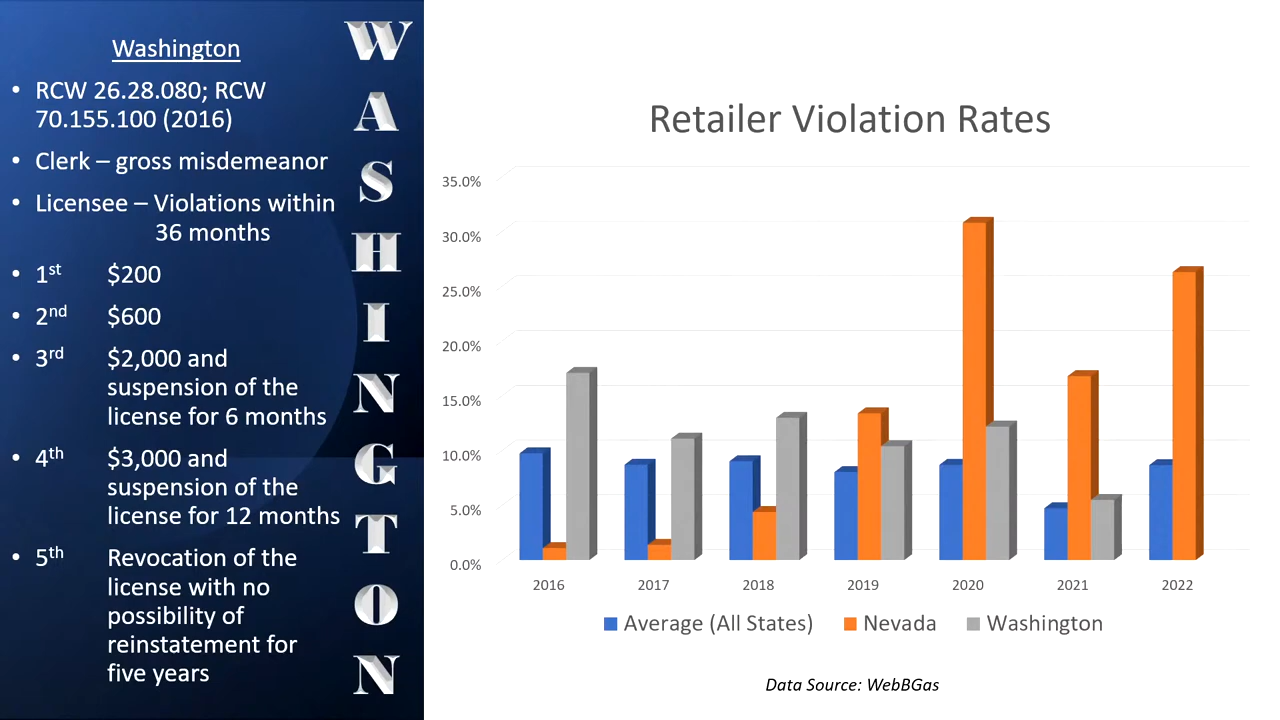 Washington
• RCW 26.28.080; RCW
70.155.100 (2016)
• Clerk – gross misdemeanor
• Licensee – Violations within
36 months
• 1st $200
• 2nd $600
• 3rd $2,000 and
suspension of the
license for 6 months
• 4th $3,000 and
suspension of the
license for 12 months
• 5th Revocation of the
license with no
possibility of
reinstatement for
five years
W
A
S
H
I
N
G
T
O
N
Retailer Violation Rates
35.0%
30.0%
25.0%
20.0%
15.0%
10.0%
5.0%
0.0%
2016 2017 2018 2019 2020 2021 2022
Average (All States) Nevada Washington
Data Source: WebBGas